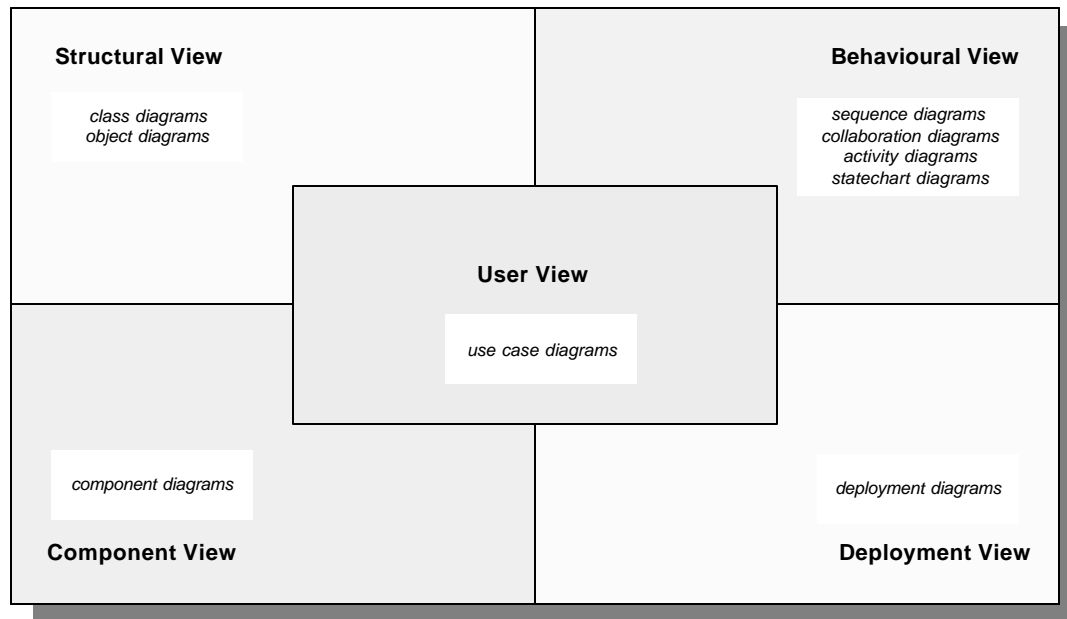 Structural View
class diagrams
object diagrams
Behavioural View
sequence diagrams
collaboration diagrams
activity diagrams
statechart diagrams
User View
use case diagrams
component diagrams
Component View
deployment diagrams
Deployment View